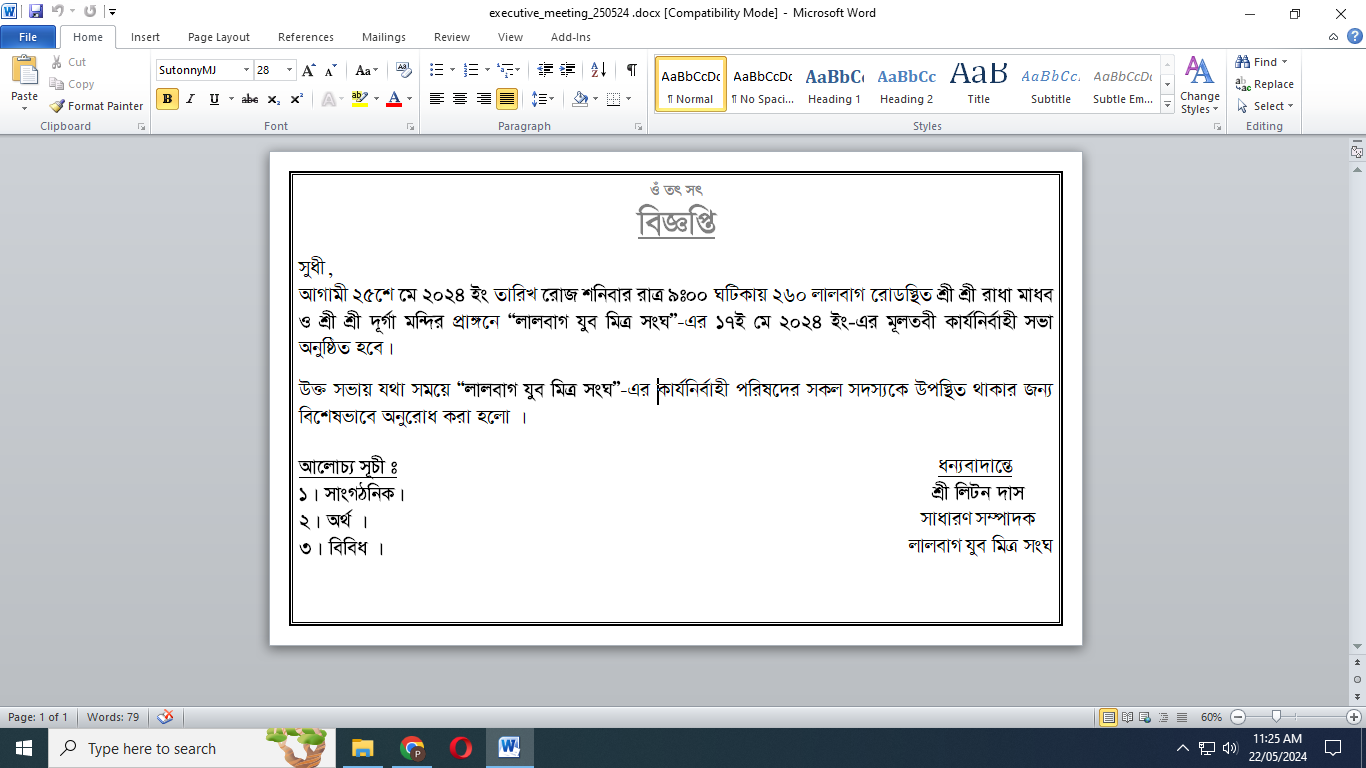 executive_meeting_250524 .docx [Compatibility Mode] - Microsoft Word
File Home Insert Page Layout References Mailings Review View Add-Ins
Paste Cut Copy Format Painter
SutonnyMJ 28
AaBbCcDc AaBbCcDc AaBbCc AaBbCc AaB AaBbCc. AaBbCcDc
¶ Normal ¶ No Spaci... Heading 1 Heading 2 Title Subtitle Subtle Em...
Change Styles
Find Replace Select
Clipboard Font Paragraph Styles Editing
ওঁ তৎ সৎ
বিজ্ঞপ্তি
সুধী ,
আগামী ২৫শে মে ২০২৪ ইং তারিখ রোজ শনিবার রাত্র ৯ঃ০০ ঘটিকায় ২৬০ লালবাগ রোডস্থিত শ্রী শ্রী রাধা মাধব
ও শ্রী শ্রী দূর্গা মন্দির প্রাঙ্গনে “লালবাগ যুব মিত্র সংঘ”-এর ১৭ই মে ২০২৪ ইং-এর মূলতবী কার্যনির্বাহী সভা
অনুষ্ঠিত হবে।
উক্ত সভায় যথা সময়ে “লালবাগ যুব মিত্র সংঘ”-এর কার্যনির্বাহী পরিষদের সকল সদস্যকে উপস্থিত থাকার জন্য
বিশেষভাবে অনুরোধ করা হলো ।
আলোচ্য সূচী ঃ
১। সাংগঠনিক।
২। অর্থ ।
৩। বিবিধ ।
ধন্যবাদান্তে
শ্রী লিটন দাস
সাধারণ সম্পাদক
লালবাগ যুব মিত্র সংঘ
Page: 1 of 1 Words: 79 60%
Type here to search
11:25 AM
22/05/2024